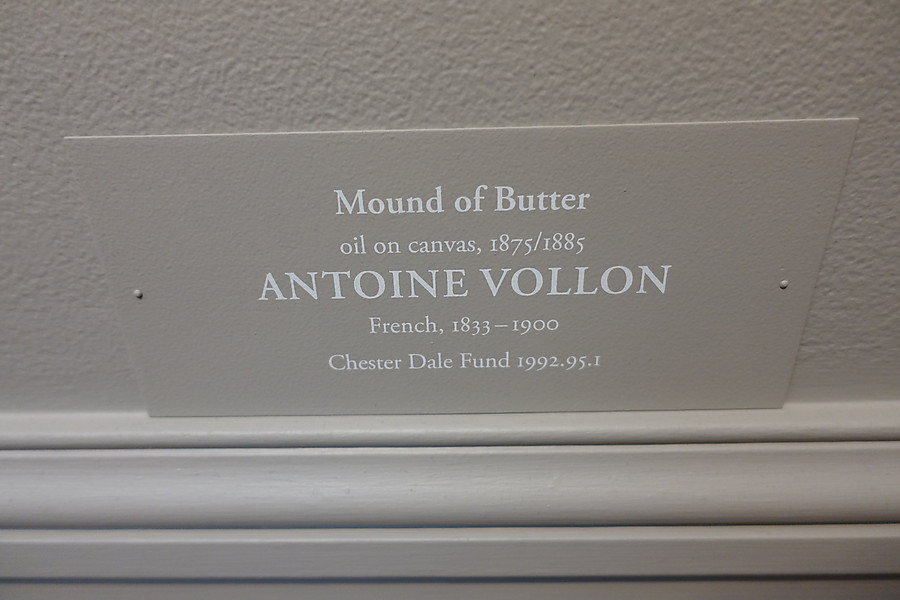 Mound of Butter
oil on canvas, 1875/1885
ANTOINE VOLLON
French, 1833–1900
Chester Dale Fund 1992.95.1